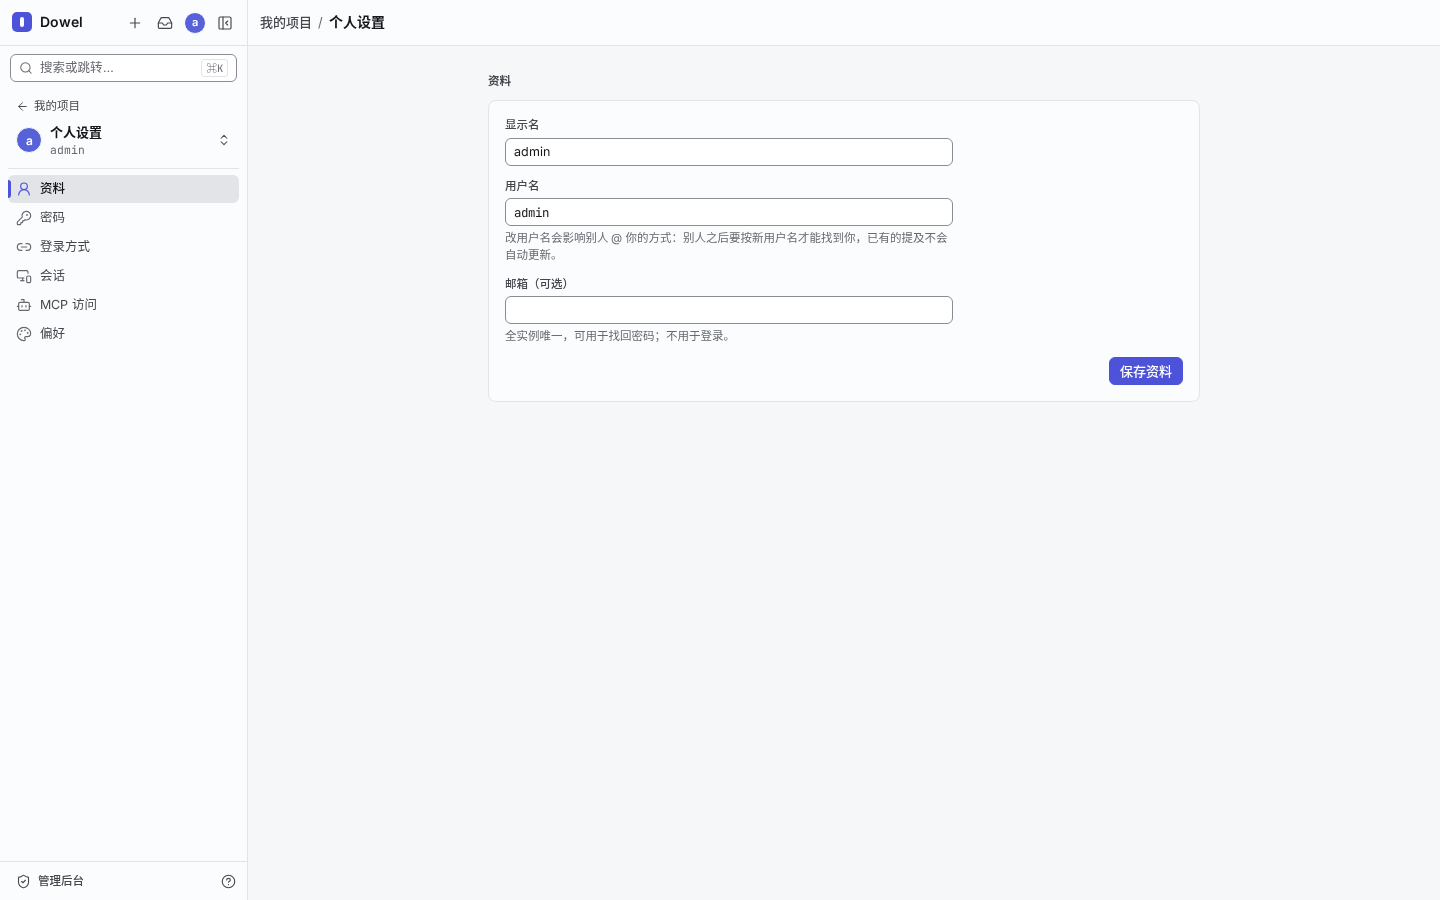 Dowel
a
我的项目 / 个人设置
搜索或跳转... ⌘K
我的项目
a
个人设置
admin
资料
密码
登录方式
会话
MCP 访问
偏好
资料
显示名
admin
用户名
admin
改用户名会影响别人 @ 你的方式：别人之后要按新用户名才能找到你，已有的提及不会
自动更新。
邮箱（可选）
全实例唯一，可用于找回密码；不用于登录。
保存资料
管理后台